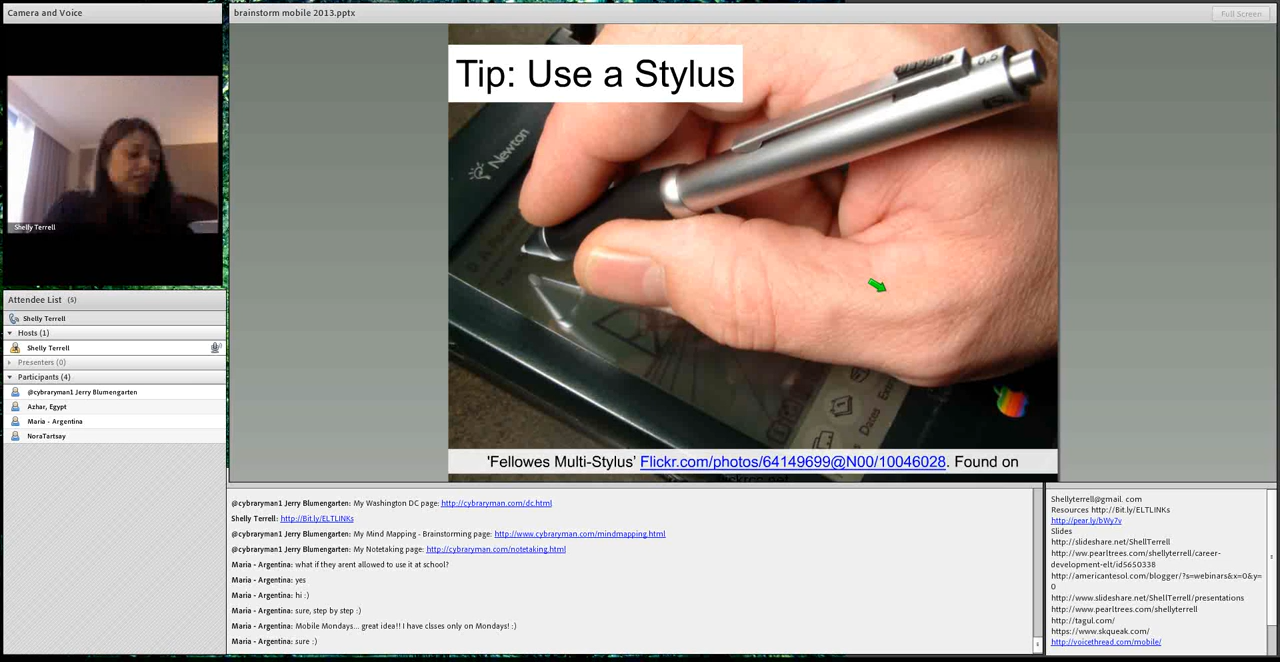 Camera and Voice
Shelly Terrell
Attendee List (5)
Shelly Terrell
Hosts (1)
Shelly Terrell
Presenters (0)
Participants (4)
@cybraryman1 Jerry Blumengarten
Azhar, Egypt
Maria - Argentina
NoraTartsay
brainstorm mobile 2013.pptx
Full Screen
Tip: Use a Stylus
Newton
Dates
'Fellowes Multi-Stylus' Flickr.com/photos/64149699@N00/10046028. Found on
@cybraryman1 Jerry Blumengarten: My Washington DC page: http://cybraryman.com/dc.html
Shelly Terrell: http://Bit.ly/ELTLINKs
@cybraryman1 Jerry Blumengarten: My Mind Mapping - Brainstorming page: http://www.cybraryman.com/mindmapping.html
@cybraryman1 Jerry Blumengarten: My Notetaking page: http://cybraryman.com/notetaking.html
Maria - Argentina: what if they arent allowed to use it at school?
Maria - Argentina: yes
Maria - Argentina: hi :)
Maria - Argentina: sure, step by step :)
Maria - Argentina: Mobile Mondays... great idea!! I have clsses only on Mondays! :)
Maria - Argentina: sure :)
Shellyterrell@gmail. com
Resources http://Bit.ly/ELTLINKs
http://pear.ly/bWy7v
Slides
http://slideshare.net/ShellTerrell
http://ww.pearltrees.com/shellyterrell/career-
development-elt/id5650338
http://americantesol.com/blogger/?s=webinars&x=0&y=
0
http://www.slideshare.net/ShellTerrell/presentations
http://www.pearltrees.com/shellyterrell
http://tagul.com/
https://www.skqueak.com/
http://voicethread.com/mobile/